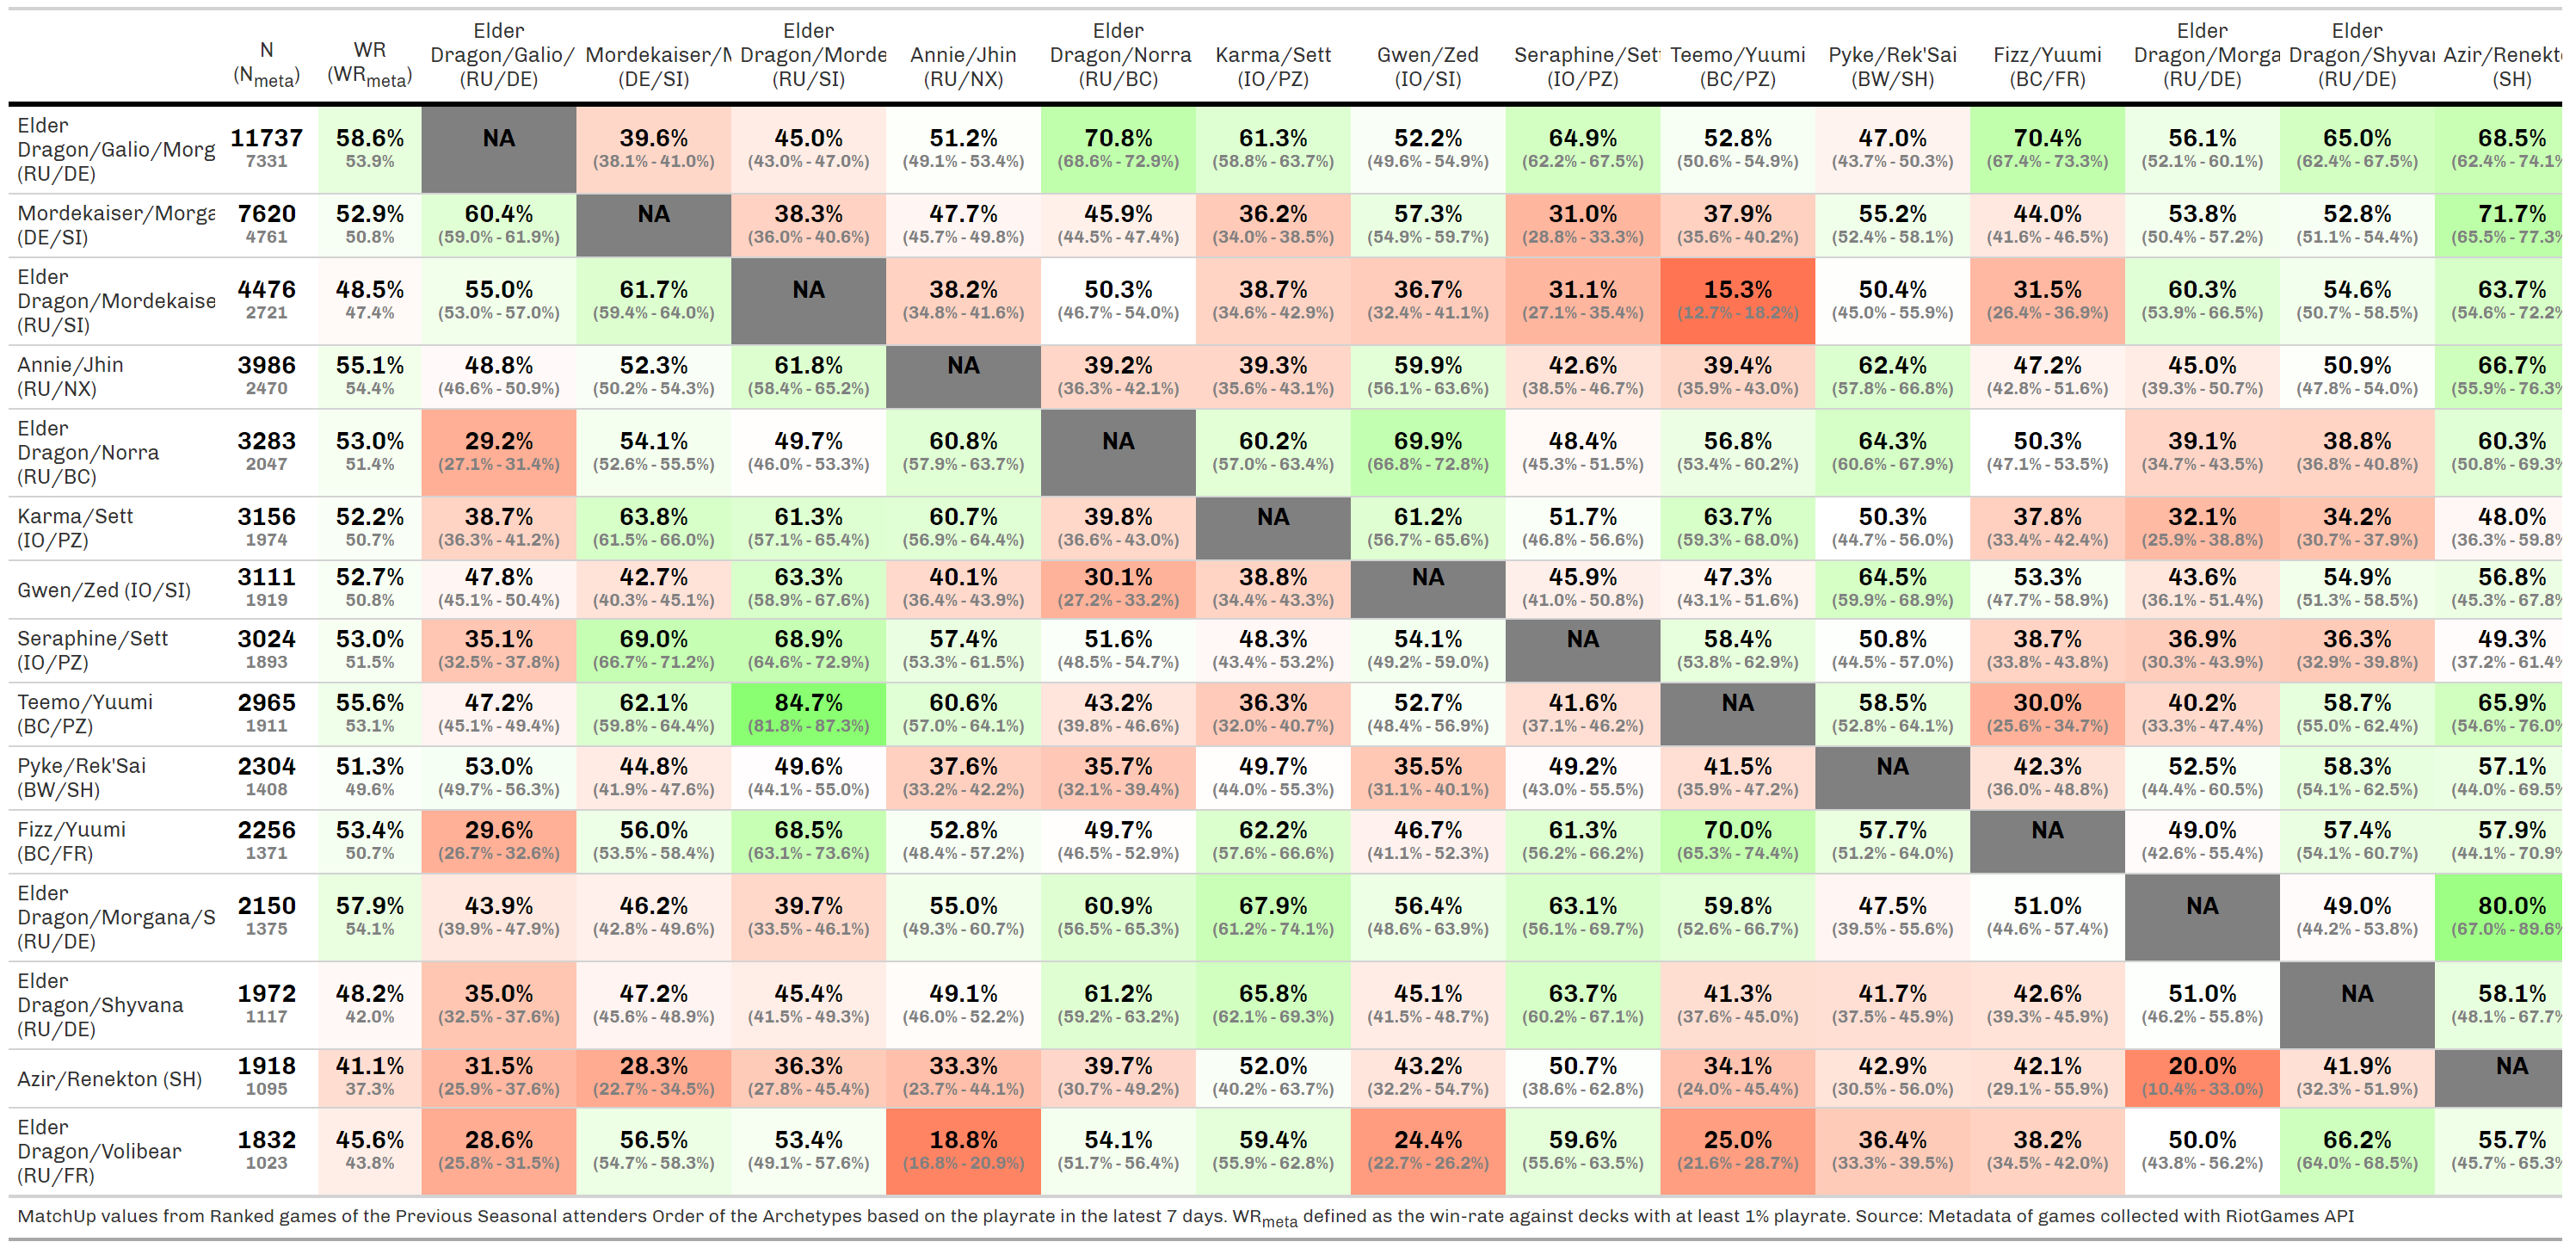 Elder Elder Elder Elder Elder
N WR Dragon/Galio/ Mordekaiser/M Dragon/Morde Annie/Jhin Dragon/Norra Karma/Sett Gwen/Zed Seraphine/Sett Teemo/Yuumi Pyke/Rek'Sai Fizz/Yuumi Dragon/Morga Dragon/Shyvar Azir/Renekt
(Nmeta) (WRmeta) (RU/DE) (DE/SI) (RU/SI) (RU/NX) (RU/BC) (IO/PZ) (IO/SI) (IO/PZ) (BC/PZ) (BW/SH) (BC/FR) (RU/DE) (RU/DE) (SH)
Elder
Dragon/Galio/Morg
(RU/DE)
11737 58.6% NA 39.6% 45.0% 51.2% 70.8% 61.3% 52.2% 64.9% 52.8% 47.0% 70.4% 56.1% 65.0% 68.5%
7331 53.9% (38.1% - 41.0%) (43.0% - 47.0%) (49.1% - 53.4%) (68.6% - 72.9%) (58.8% - 63.7%) (49.6% - 54.9%) (62.2% - 67.5%) (50.6% - 54.9%) (43.7% - 50.3%) (67.4% - 73.3%) (52.1% - 60.1%) (62.4% - 67.5%) (62.4% - 74.1%
Mordekaiser/Morga
(DE/SI)
7620 52.9% 60.4% NA 38.3% 47.7% 45.9% 36.2% 57.3% 31.0% 37.9% 55.2% 44.0% 53.8% 52.8% 71.7%
4761 50.8% (59.0% - 61.9%) (36.0% - 40.6%) (45.7% - 49.8%) (44.5% - 47.4%) (34.0% - 38.5%) (54.9% - 59.7%) (28.8% - 33.3%) (35.6% - 40.2%) (52.4% - 58.1%) (41.6% - 46.5%) (50.4% - 57.2%) (51.1% - 54.4%) (65.5% - 77.3%
Elder
Dragon/Mordekaise
(RU/SI)
4476 48.5% 55.0% 61.7% NA 38.2% 50.3% 38.7% 36.7% 31.1% 15.3% 50.4% 31.5% 60.3% 54.6% 63.7%
2721 47.4% (53.0% - 57.0%) (59.4% - 64.0%) (34.8% - 41.6%) (46.7% - 54.0%) (34.6% - 42.9%) (32.4% - 41.1%) (27.1% - 35.4%) (12.7% - 18.2%) (45.0% - 55.9%) (26.4% - 36.9%) (53.9% - 66.5%) (50.7% - 58.5%) (54.6% - 72.2%
Annie/Jhin
(RU/NX)
3986 55.1% 48.8% 52.3% 61.8% NA 39.2% 39.3% 59.9% 42.6% 39.4% 62.4% 47.2% 45.0% 50.9% 66.7%
2470 54.4% (46.6% - 50.9%) (50.2% - 54.3%) (58.4% - 65.2%) (36.3% - 42.1%) (35.6% - 43.1%) (56.1% - 63.6%) (38.5% - 46.7%) (35.9% - 43.0%) (57.8% - 66.8%) (42.8% - 51.6%) (39.3% - 50.7%) (47.8% - 54.0%) (55.9% - 76.3%
Elder
Dragon/Norra
(RU/BC)
3283 53.0% 29.2% 54.1% 49.7% 60.8% NA 60.2% 69.9% 48.4% 56.8% 64.3% 50.3% 39.1% 38.8% 60.3%
2047 51.4% (27.1% - 31.4%) (52.6% - 55.5%) (46.0% - 53.3%) (57.9% - 63.7%) (57.0% - 63.4%) (66.8% - 72.8%) (45.3% - 51.5%) (53.4% - 60.2%) (60.6% - 67.9%) (47.1% - 53.5%) (34.7% - 43.5%) (36.8% - 40.8%) (50.8% - 69.3%
Karma/Sett
(IO/PZ)
3156 52.2% 38.7% 63.8% 61.3% 60.7% 39.8% NA 61.2% 51.7% 63.7% 50.3% 37.8% 32.1% 34.2% 48.0%
1974 50.7% (36.3% - 41.2%) (61.5% - 66.0%) (57.1% - 65.4%) (56.9% - 64.4%) (36.6% - 43.0%) (56.7% - 65.6%) (46.8% - 56.6%) (59.3% - 68.0%) (44.7% - 56.0%) (33.4% - 42.4%) (25.9% - 38.8%) (30.7% - 37.9%) (36.3% - 59.8%
Gwen/Zed (IO/SI)
3111 52.7% 47.8% 42.7% 63.3% 40.1% 30.1% 38.8% NA 45.9% 47.3% 64.5% 53.3% 43.6% 54.9% 56.8%
1919 50.8% (45.1% - 50.4%) (40.3% - 45.1%) (58.9% - 67.6%) (36.4% - 43.9%) (27.2% - 33.2%) (34.4% - 43.3%) (41.0% - 50.8%) (43.1% - 51.6%) (59.9% - 68.9%) (47.7% - 58.9%) (36.1% - 51.4%) (51.3% - 58.5%) (45.3% - 67.8%
Seraphine/Sett
(IO/PZ)
3024 53.0% 35.1% 69.0% 68.9% 57.4% 51.6% 48.3% 54.1% NA 58.4% 50.8% 38.7% 36.9% 36.3% 49.3%
1893 51.5% (32.5% - 37.8%) (66.7% - 71.2%) (64.6% - 72.9%) (53.3% - 61.5%) (48.5% - 54.7%) (43.4% - 53.2%) (49.2% - 59.0%) (53.8% - 62.9%) (44.5% - 57.0%) (33.8% - 43.8%) (30.3% - 43.9%) (32.9% - 39.8%) (37.2% - 61.4%
Teemo/Yuumi
(BC/PZ)
2965 55.6% 47.2% 62.1% 84.7% 60.6% 43.2% 36.3% 52.7% 41.6% NA 58.5% 30.0% 40.2% 58.7% 65.9%
1911 53.1% (45.1% - 49.4%) (59.8% - 64.4%) (81.8% - 87.3%) (57.0% - 64.1%) (39.8% - 46.6%) (32.0% - 40.7%) (48.4% - 56.9%) (37.1% - 46.2%) (52.8% - 64.1%) (25.6% - 34.7%) (33.3% - 47.4%) (55.0% - 62.4%) (54.6% - 76.0%
Pyke/Rek'Sai
(BW/SH)
2304 51.3% 53.0% 44.8% 49.6% 37.6% 35.7% 49.7% 35.5% 49.2% 41.5% NA 42.3% 52.5% 58.3% 57.1%
1408 49.6% (49.7% - 56.3%) (41.9% - 47.6%) (44.1% - 55.0%) (33.2% - 42.2%) (32.1% - 39.4%) (44.0% - 55.3%) (31.1% - 40.1%) (43.0% - 55.5%) (35.9% - 47.2%) (36.0% - 48.8%) (44.4% - 60.5%) (54.1% - 62.5%) (44.0% - 69.5%
Fizz/Yuumi
(BC/FR)
2256 53.4% 29.6% 56.0% 68.5% 52.8% 49.7% 62.2% 46.7% 61.3% 70.0% 57.7% NA 49.0% 57.4% 57.9%
1371 50.7% (26.7% - 32.6%) (53.5% - 58.4%) (63.1% - 73.6%) (48.4% - 57.2%) (46.5% - 52.9%) (57.6% - 66.6%) (41.1% - 52.3%) (56.2% - 66.2%) (65.3% - 74.4%) (51.2% - 64.0%) (42.6% - 55.4%) (54.1% - 60.7%) (44.1% - 70.9%
Elder
Dragon/Morgana/S
(RU/DE)
2150 57.9% 43.9% 46.2% 39.7% 55.0% 60.9% 67.9% 56.4% 63.1% 59.8% 47.5% 51.0% NA 49.0% 80.0%
1375 54.1% (39.9% - 47.9%) (42.8% - 49.6%) (33.5% - 46.1%) (49.3% - 60.7%) (56.5% - 65.3%) (61.2% - 74.1%) (48.6% - 63.9%) (56.1% - 69.7%) (52.6% - 66.7%) (39.5% - 55.6%) (44.6% - 57.4%) (44.2% - 53.8%) (67.0% - 89.6%
Elder
Dragon/Shyvana
(RU/DE)
1972 48.2% 35.0% 47.2% 45.4% 49.1% 61.2% 65.8% 45.1% 63.7% 41.3% 41.7% 42.6% 51.0% NA 58.1%
1117 42.0% (32.5% - 37.6%) (45.6% - 48.9%) (41.5% - 49.3%) (46.0% - 52.2%) (59.2% - 63.2%) (62.1% - 69.3%) (41.5% - 48.7%) (60.2% - 67.1%) (37.6% - 45.0%) (37.5% - 45.9%) (39.3% - 45.9%) (46.2% - 55.8%) (48.1% - 67.7%
Azir/Renekton (SH)
1918 41.1% 31.5% 28.3% 36.3% 33.3% 39.7% 52.0% 43.2% 50.7% 34.1% 42.9% 42.1% 20.0% 41.9% NA
1095 37.3% (25.9% - 37.6%) (22.7% - 34.5%) (27.8% - 45.4%) (23.7% - 44.1%) (30.7% - 49.2%) (40.2% - 63.7%) (32.2% - 54.7%) (38.6% - 62.8%) (24.0% - 45.4%) (30.5% - 56.0%) (29.1% - 55.9%) (10.4% - 33.0%) (32.3% - 51.9%)
Elder
Dragon/Volibear
(RU/FR)
1832 45.6% 28.6% 56.5% 53.4% 18.8% 54.1% 59.4% 24.4% 59.6% 25.0% 36.4% 38.2% 50.0% 66.2% 55.7%
1023 43.8% (25.8% - 31.5%) (54.7% - 58.3%) (49.1% - 57.6%) (16.8% - 20.9%) (51.7% - 56.4%) (55.9% - 62.8%) (22.7% - 26.2%) (55.6% - 63.5%) (21.6% - 28.7%) (33.3% - 39.5%) (34.5% - 42.0%) (43.8% - 56.2%) (64.0% - 68.5%) (45.7% - 65.3%
MatchUp values from Ranked games of the Previous Seasonal attenders Order of the Archetypes based on the playrate in the latest 7 days. WRmeta defined as the win-rate against decks with at least 1% playrate. Source: Metadata of games collected with RiotGames API